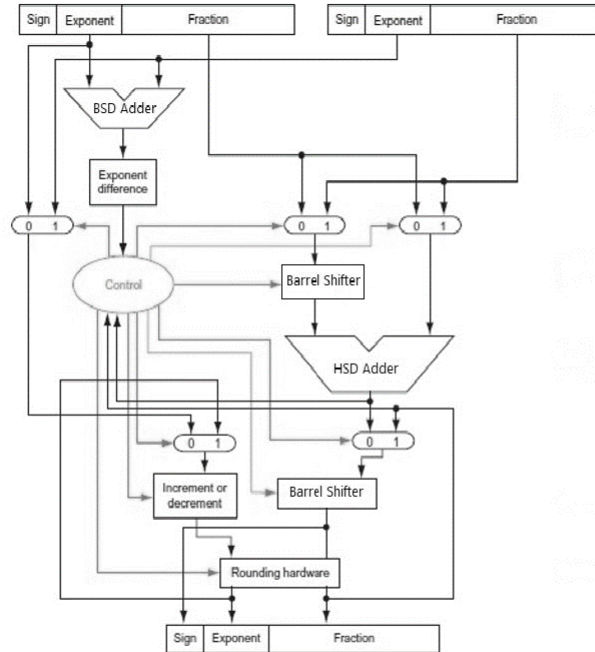 Sign Exponent Fraction Sign Exponent Fraction
BSD Adder
Exponent
difference
0 1 0 1 0 1
Control
Barrel Shifter
HSD Adder
0 1 0 1
Increment or
decrement
Barrel Shifter
Rounding hardware
Sign Exponent Fraction